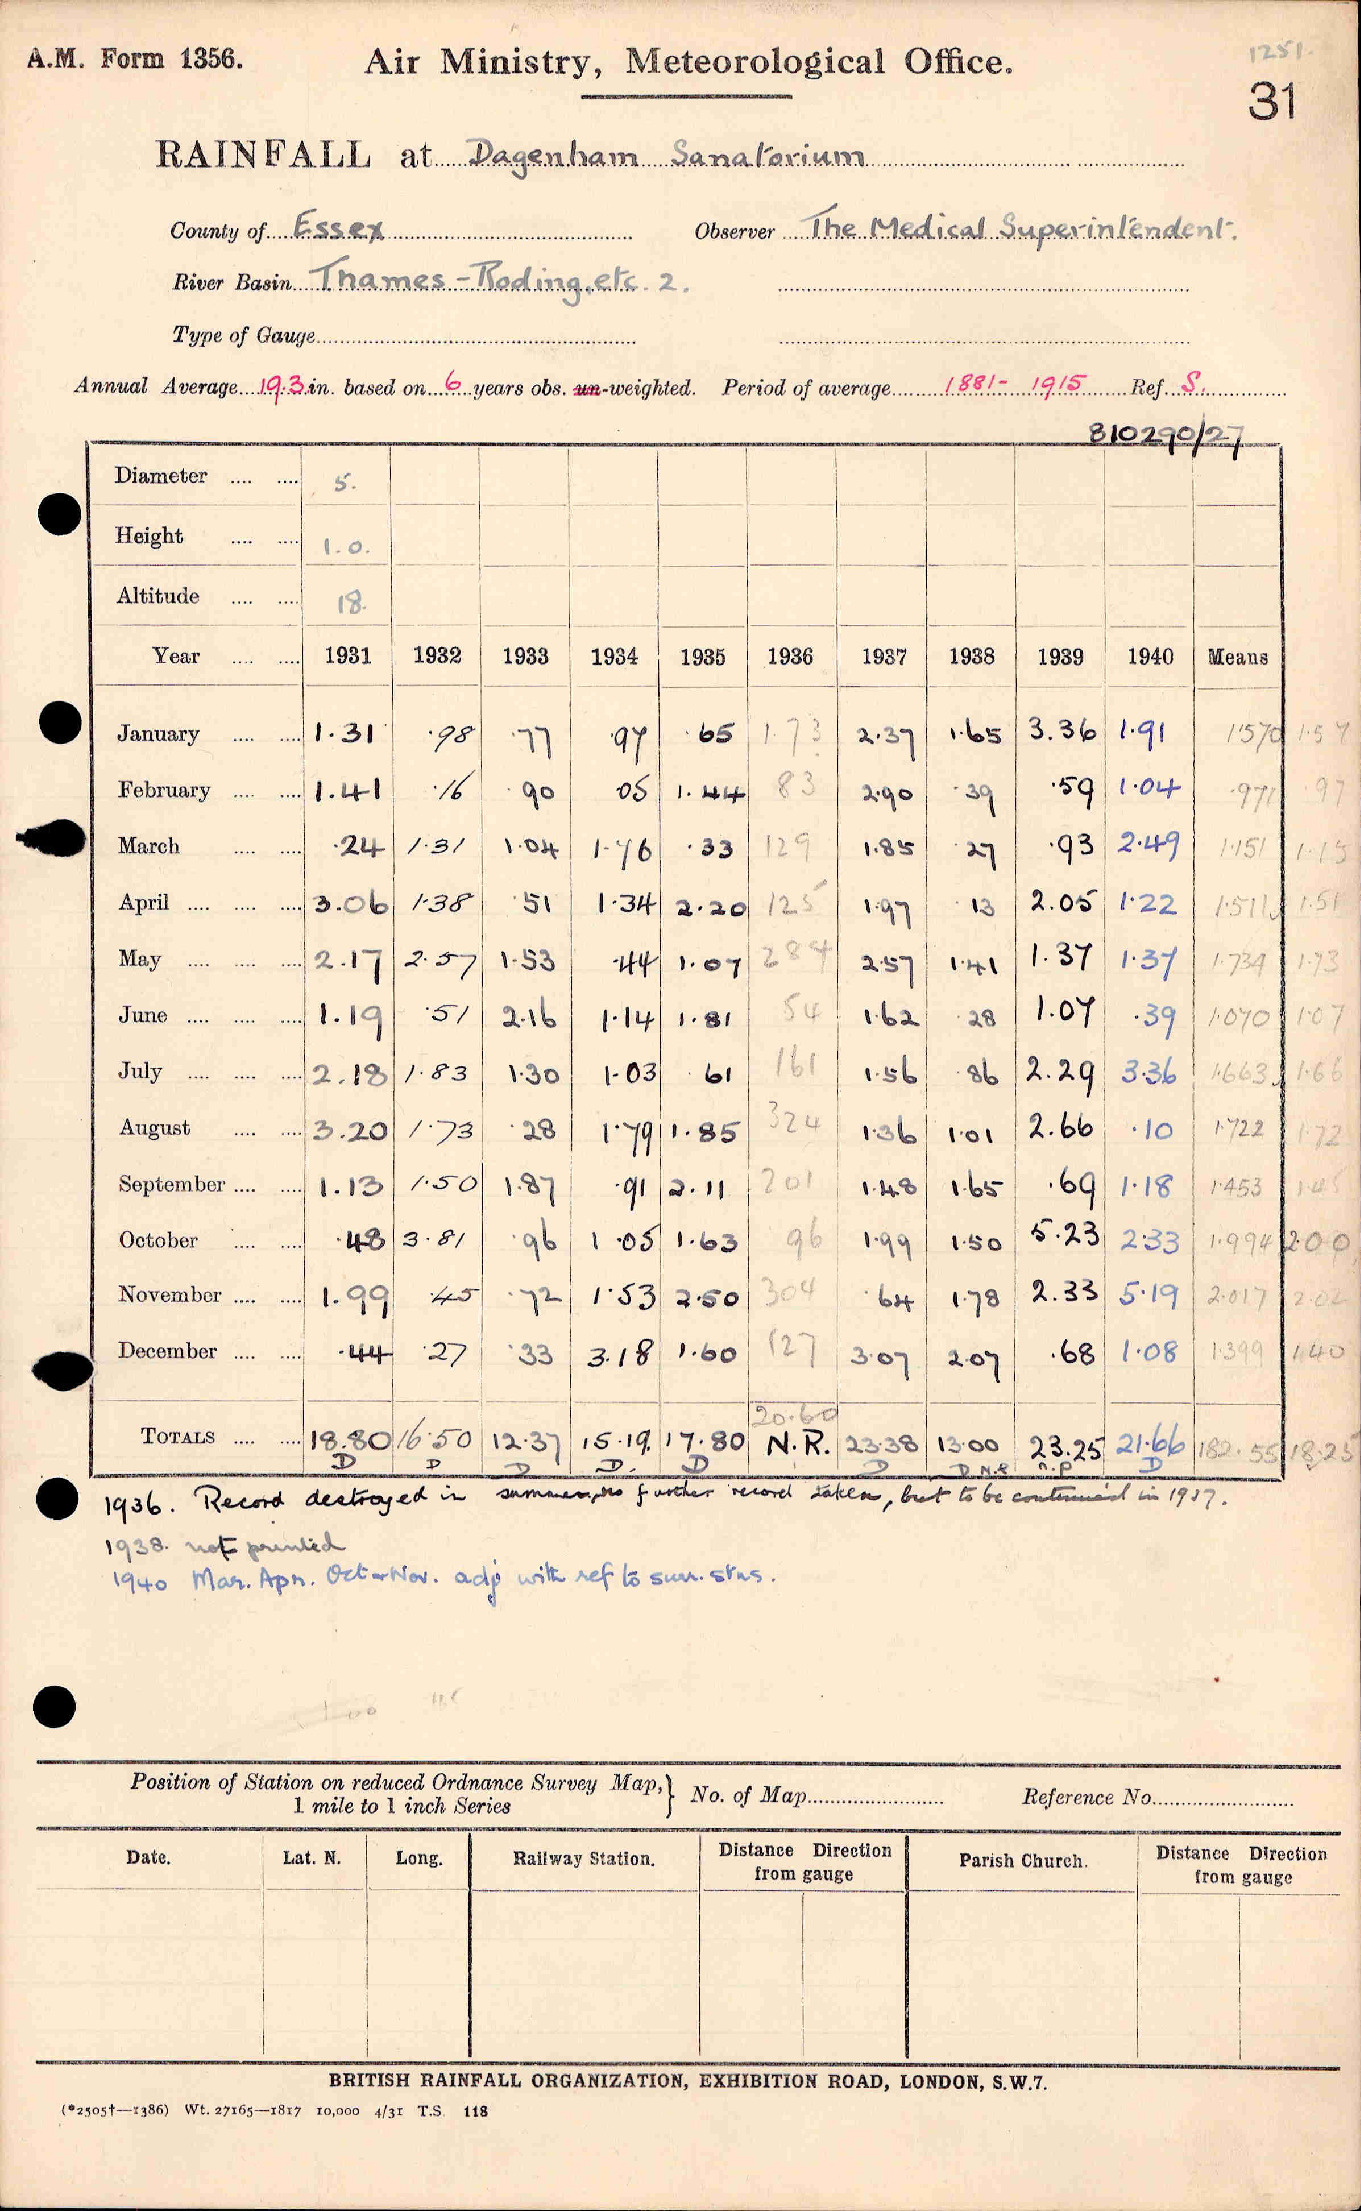 1251.
A.M. Form 1356. Air Ministry, Meteorological Office.
31
RAINFALL at Dagenham Sanatorium
County of Essex Observer The Medical Superintendent.
River Basin Thames - Roding, etc. 2.
Type of Gauge
Annual Average 19.3 in. based on 6 years obs. un-weighted. Period of average 1881- 1915 Ref. S.
810290/27
Diameter 5.
Height 1.0.
Altitude 18.
Year 1931 1932 1933 1934 1935 1936 1937 1938 1939 1940 Means
January 1.31 .98 .77 .97 .65 1.73 2.37 1.65 3.36 1.91 1.570 1.57
February 1.41 .16 .90 .05 1.44 83 2.90 .39 .59 1.04 .971 .97
March .24 1.31 1.04 1.76 .33 129 1.85 .27 .93 2.49 1.151 1.15
April 3.06 1.38 .51 1.34 2.20 125 1.97 .13 2.05 1.22 1.511 1.51
May 2.17 2.57 1.53 .44 1.07 284 2.57 1.41 1.37 1.37 1.734 1.73
June 1.19 .51 2.16 1.14 1.81 54 1.62 .28 1.07 .39 1.070 1.07
July 2.18 1.83 1.30 1.03 .61 161 1.56 .86 2.29 3.36 1.663 1.66
August 3.20 1.73 .28 1.79 1.85 324 1.36 1.01 2.66 .10 1.722 1.72
September 1.13 1.50 1.87 .91 2.11 201 1.48 1.65 .69 1.18 1.453 1.45
October .48 3.81 .96 1.05 1.63 96 1.99 1.50 5.23 2.33 1.994 2.00
November 1.99 .45 .72 1.53 2.50 304 .64 1.78 2.33 5.19 2.017 2.02
December .44 .27 .33 3.18 1.60 127 3.07 2.07 .68 1.08 1.399 1.40
20.60
TOTALS 18.80 16.50 12.37 15.19. 17.80 N.R. 23.38 13.00 23.25 21.66 182.55 18.25
D D D D. D D D N.P n.p D
1936. Record destroyed in summer, no further record taken, but to be continued in 1937.
1938. not printed
1940 Mar. Apr. Oct + Nov. adj with ref to surr. stns.
Position of Station on reduced Ordnance Survey Map, } No. of Map Reference No.
1 mile to 1 inch Series
Date. Lat. N. Long. Railway Station. Distance Direction from gauge Parish Church. Distance Direction from gauge
BRITISH RAINFALL ORGANIZATION, EXHIBITION ROAD, LONDON, S.W.7.
(*2505†—1386) Wt. 27165—1817 10,000 4/31 T.S. 118